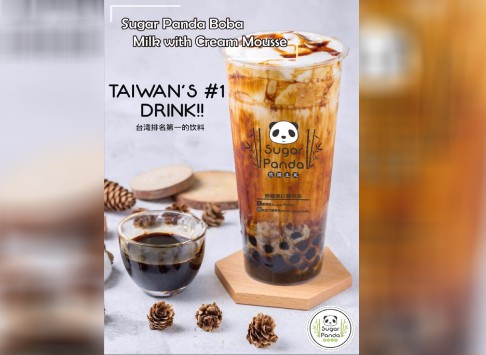 Sugar Panda Boba
Milk with Cream Mousse
TAIWAN'S #1
DRINK!!
台湾排名第一的饮料
Sugar
Panda
Sugar
Panda